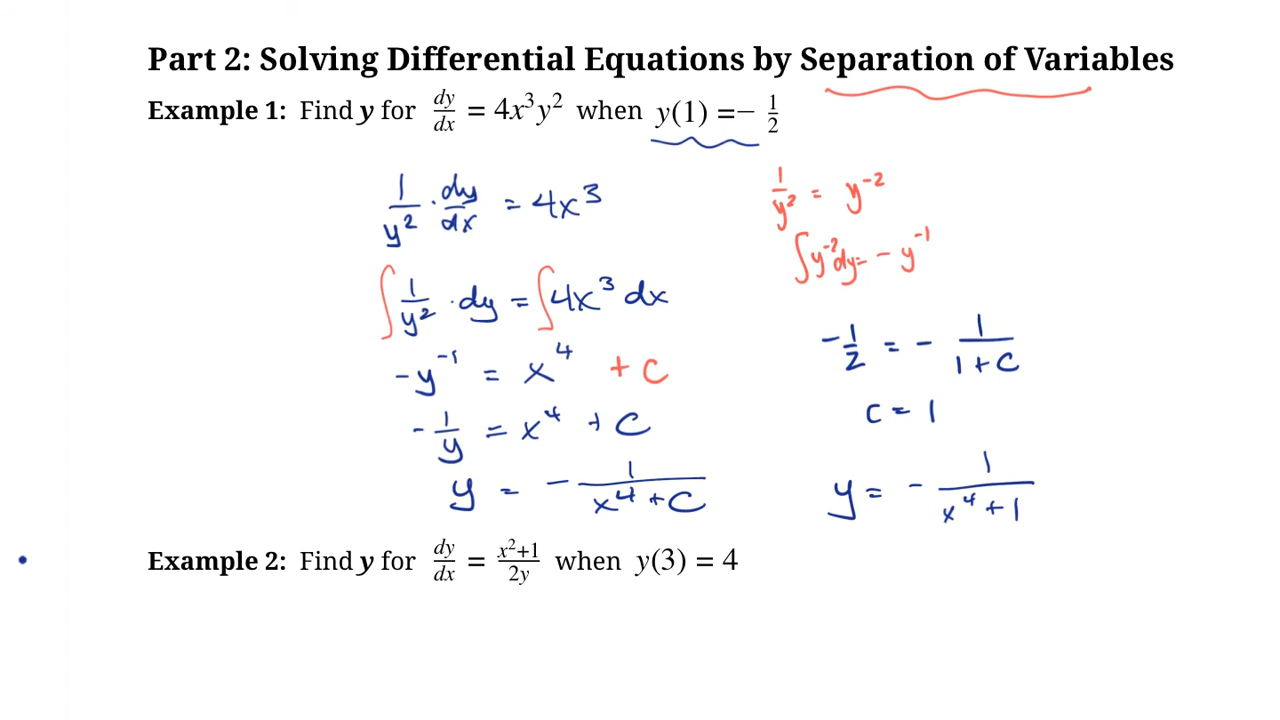 Part 2: Solving Differential Equations by Separation of Variables
Example 1: Find y for dy/dx = 4x³y² when y(1) = − 1/2
1/y² · dy/dx = 4x³
∫ 1/y² · dy = ∫ 4x³ dx
-y⁻¹ = x⁴ + C
- 1/y = x⁴ + C
y = - 1/(x⁴ + C)
1/y² = y⁻²
∫ y⁻² dy = - y⁻¹
- 1/2 = - 1/(1 + C)
C = 1
y = - 1/(x⁴ + 1)
Example 2: Find y for dy/dx = (x²+1)/2y when y(3) = 4